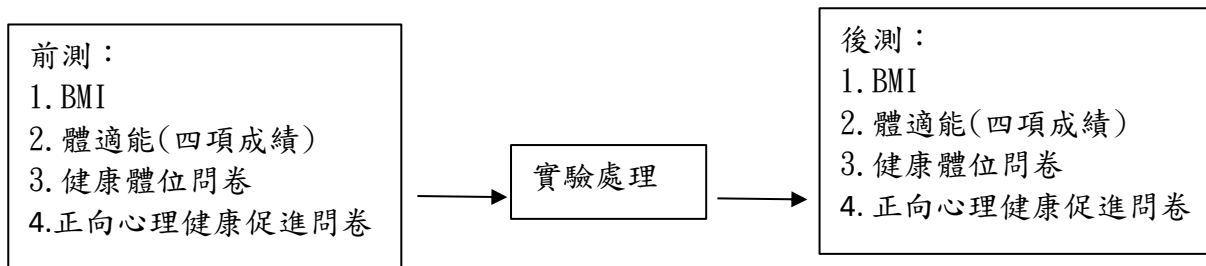 前測：
1.BMI
2.體適能(四項成績)
3.健康體位問卷
4.正向心理健康促進問卷
實驗處理
後測：
1.BMI
2.體適能(四項成績)
3.健康體位問卷
4.正向心理健康促進問卷